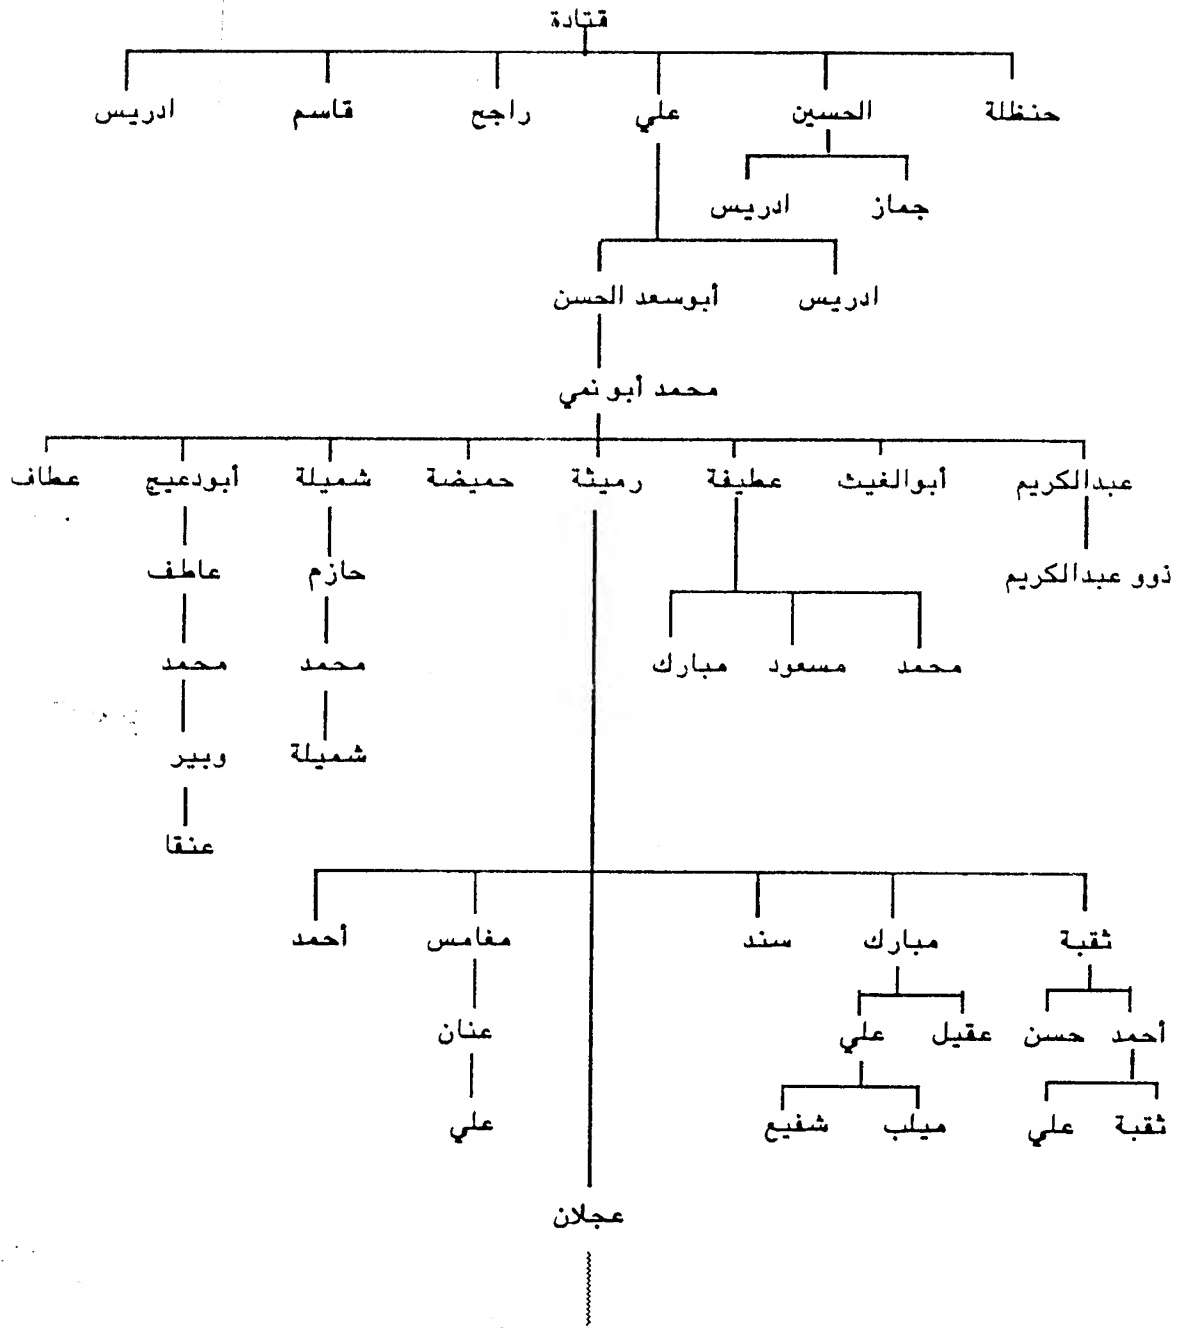 قتادة
حنظلة الحسين علي راجح قاسم ادريس
جماز ادريس
ادريس أبوسعد الحسن
محمد أبو نمي
عبدالكريم أبوالغيث عطيفة رميثة حميضة شميلة أبودعيج عطاف
ذوو عبدالكريم حازم عاطف
محمد مسعود مبارك محمد محمد
شميلة وبير
عنقا
ثقبة مبارك سند مغامس أحمد
أحمد حسن عقيل علي عنان
ثقبة علي ميلب شفيع علي
عجلان